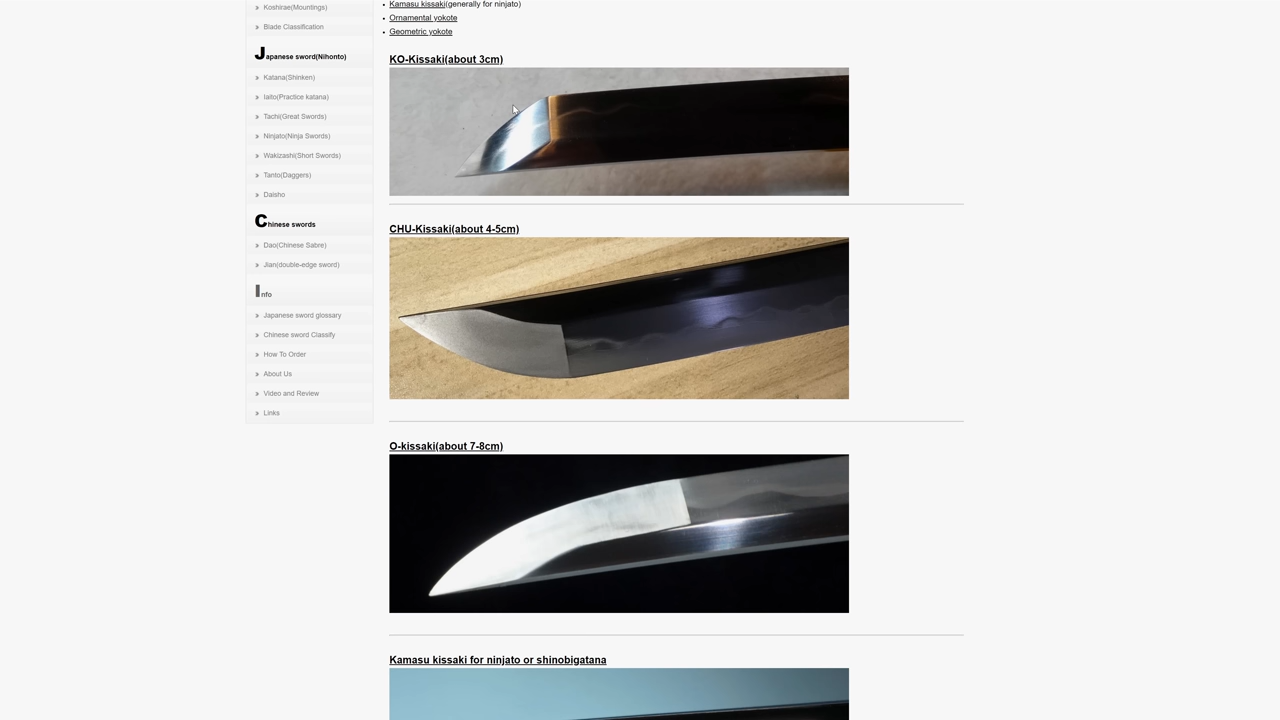 Koshirae(Mountings)
Blade Classification
Japanese sword(Nihonto)
Katana(Shinken)
Iaito(Practice katana)
Tachi(Great Swords)
Ninjato(Ninja Swords)
Wakizashi(Short Swords)
Tanto(Daggers)
Daisho
Chinese swords
Dao(Chinese Sabre)
Jian(double-edge sword)
Info
Japanese sword glossary
Chinese sword Classify
How To Order
About Us
Video and Review
Links
Kamasu kissaki(generally for ninjato)
Ornamental yokote
Geometric yokote
KO-Kissaki(about 3cm)
CHU-Kissaki(about 4-5cm)
O-kissaki(about 7-8cm)
Kamasu kissaki for ninjato or shinobigatana